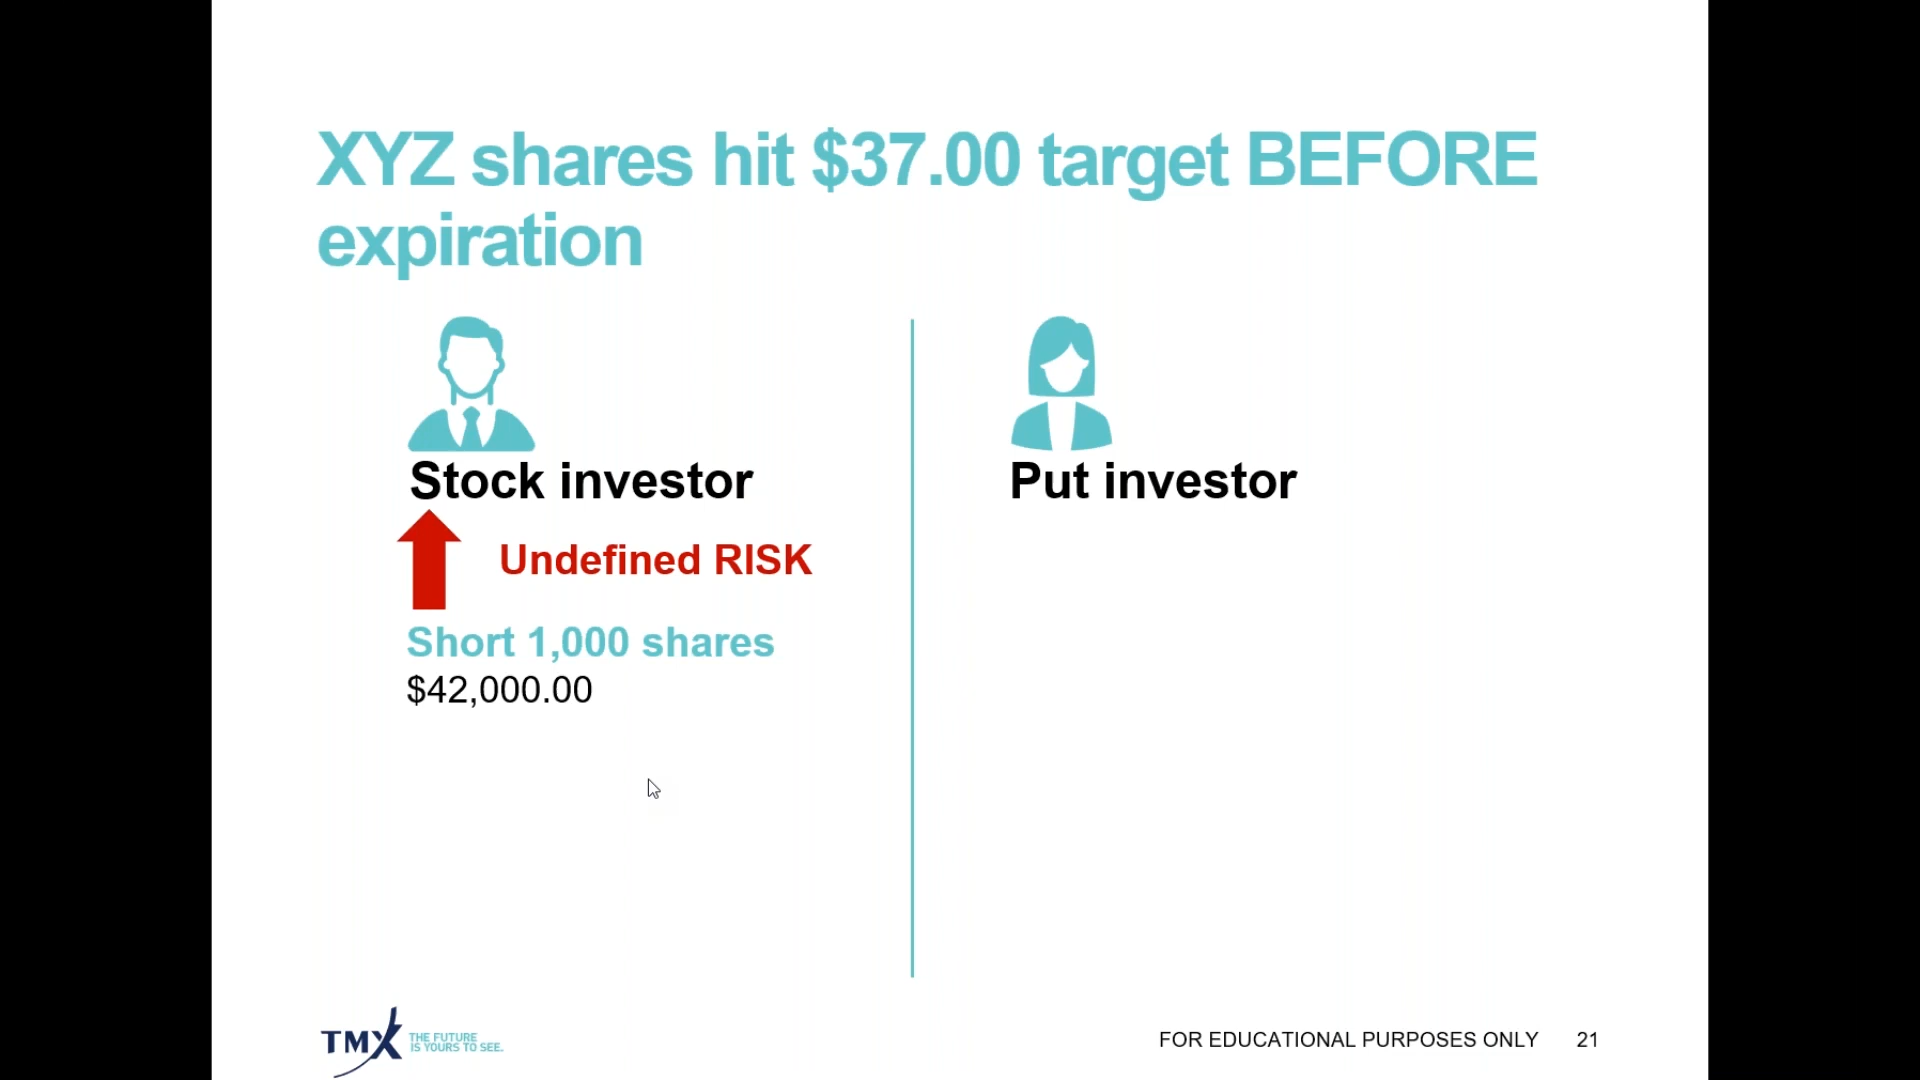 XYZ shares hit $37.00 target BEFORE
expiration
Stock investor
Undefined RISK
Short 1,000 shares
$42,000.00
Put investor
TMX THE FUTURE
IS YOURS TO SEE.
FOR EDUCATIONAL PURPOSES ONLY 21